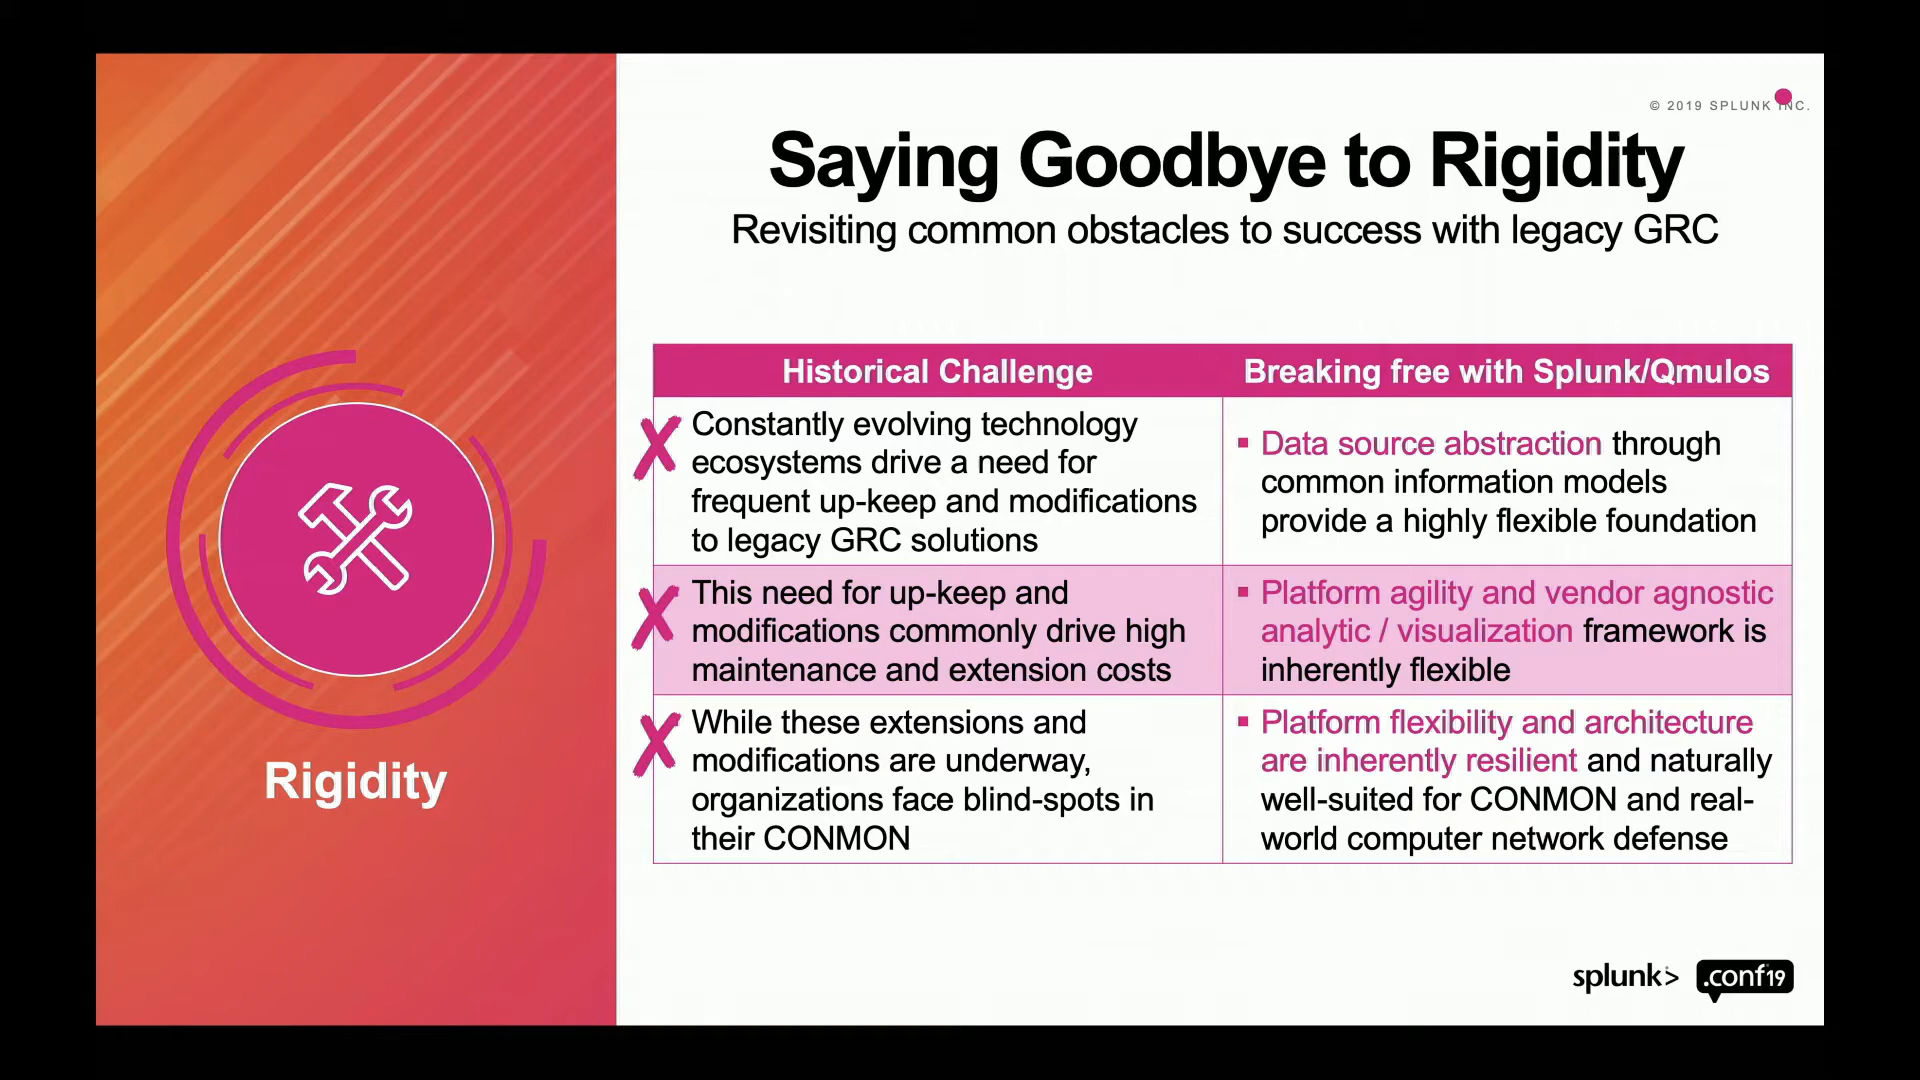 © 2019 SPLUNK INC.
Saying Goodbye to Rigidity
Revisiting common obstacles to success with legacy GRC
Rigidity
Historical Challenge
Breaking free with Splunk/Qmulos
Constantly evolving technology
ecosystems drive a need for
frequent up-keep and modifications
to legacy GRC solutions
▪ Data source abstraction through
common information models
provide a highly flexible foundation
This need for up-keep and
modifications commonly drive high
maintenance and extension costs
▪ Platform agility and vendor agnostic
analytic / visualization framework is
inherently flexible
While these extensions and
modifications are underway,
organizations face blind-spots in
their CONMON
▪ Platform flexibility and architecture
are inherently resilient and naturally
well-suited for CONMON and real-
world computer network defense
splunk> .conf19